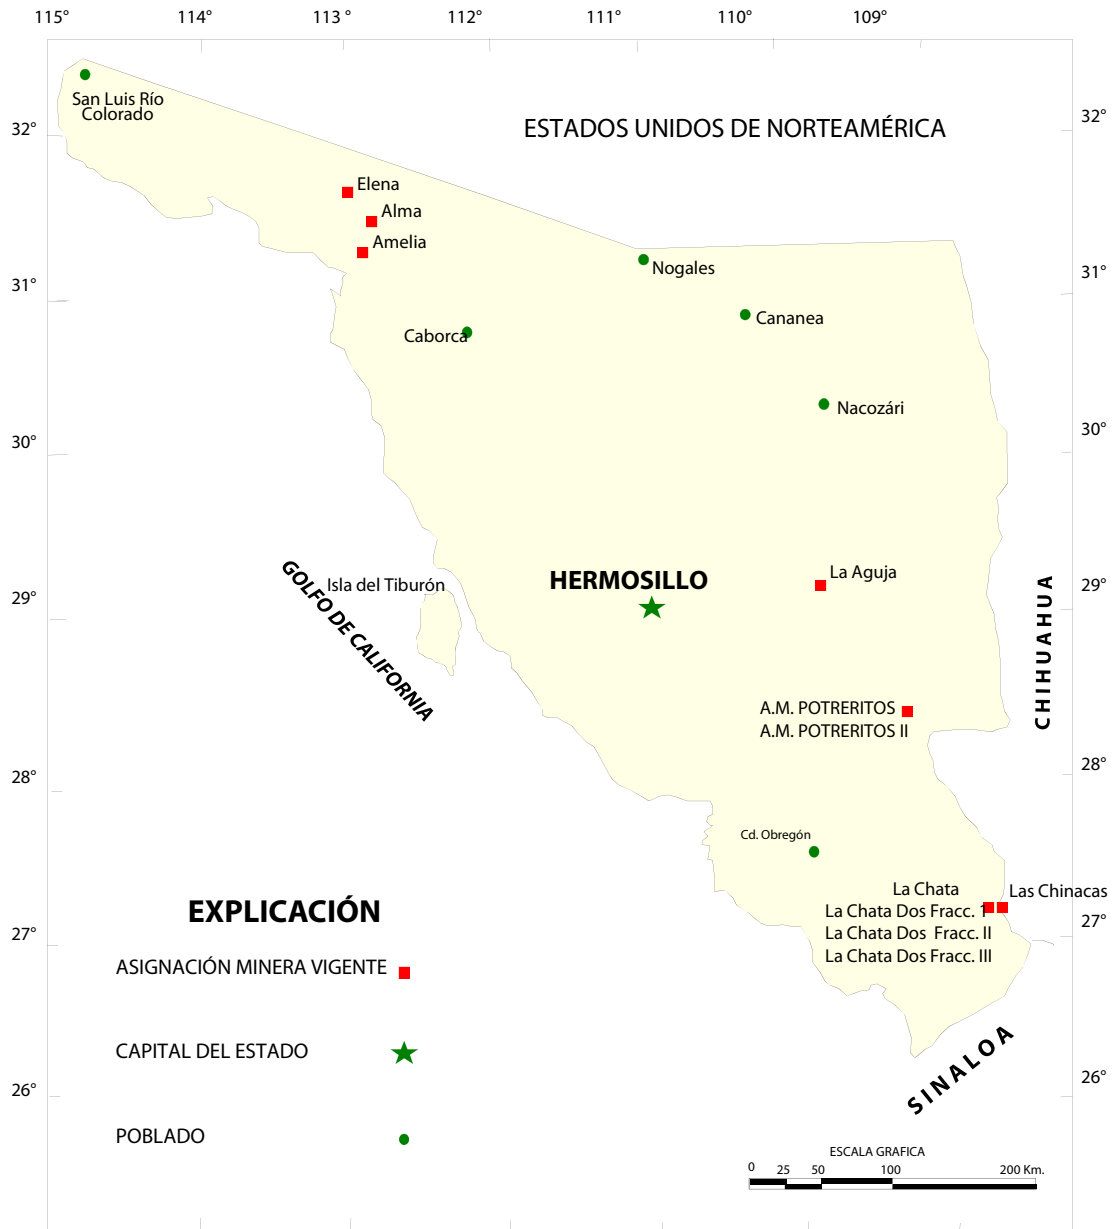 115°
114°
113 °
112°
111°
110°
109°
San Luis Río
Colorado
ESTADOS UNIDOS DE NORTEAMÉRICA
32°
32°
Elena
Alma
Amelia
Nogales
31°
31°
Cananea
Caborca
Nacozári
30°
30°
GOLFO DE CALIFORNIA
Isla del Tiburón
HERMOSILLO
La Aguja
CHIHUAHUA
29°
29°
A.M. POTRERITOS
A.M. POTRERITOS II
28°
28°
Cd. Obregón
La Chata
Las Chinacas
La Chata Dos Fracc. 1
La Chata Dos Fracc. II
La Chata Dos Fracc. III
27°
27°
EXPLICACIÓN
ASIGNACIÓN MINERA VIGENTE
CAPITAL DEL ESTADO
POBLADO
SINALOA
26°
26°
ESCALA GRAFICA
0 25 50 100 200 Km.